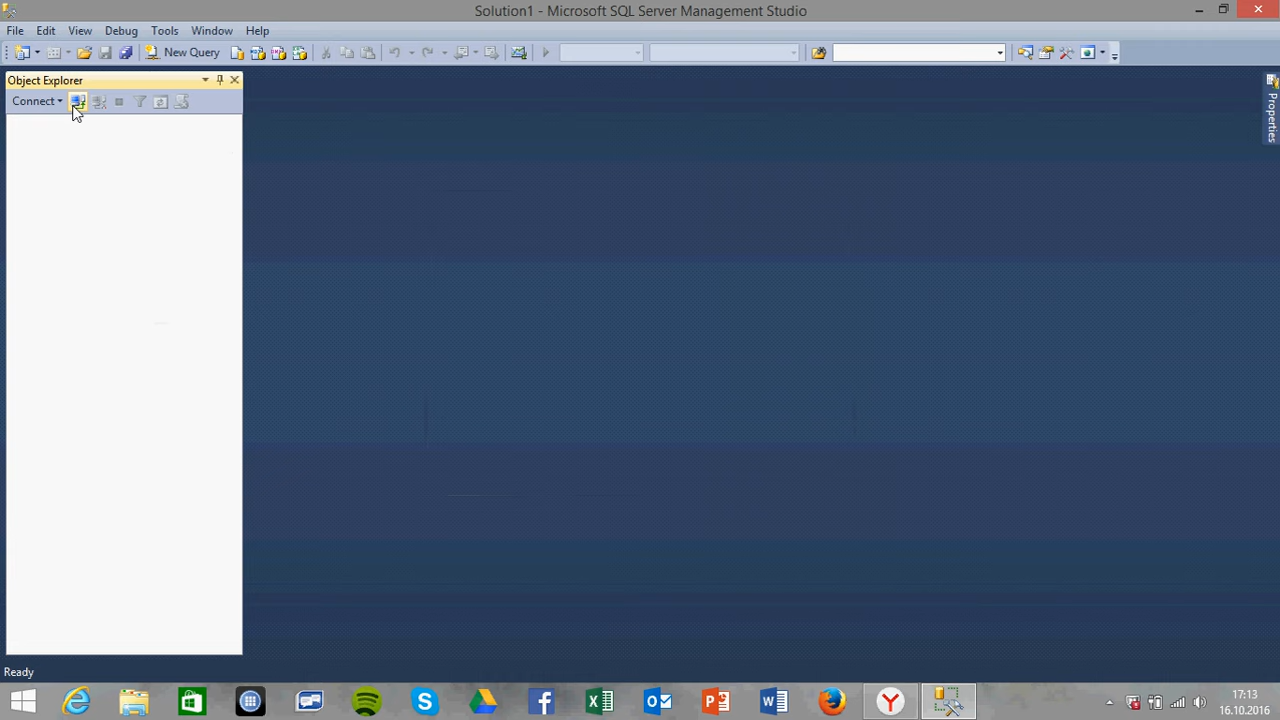 Solution1 - Microsoft SQL Server Management Studio
File Edit View Debug Tools Window Help
New Query
Object Explorer
Connect
Properties
Ready
17:13
16.10.2016